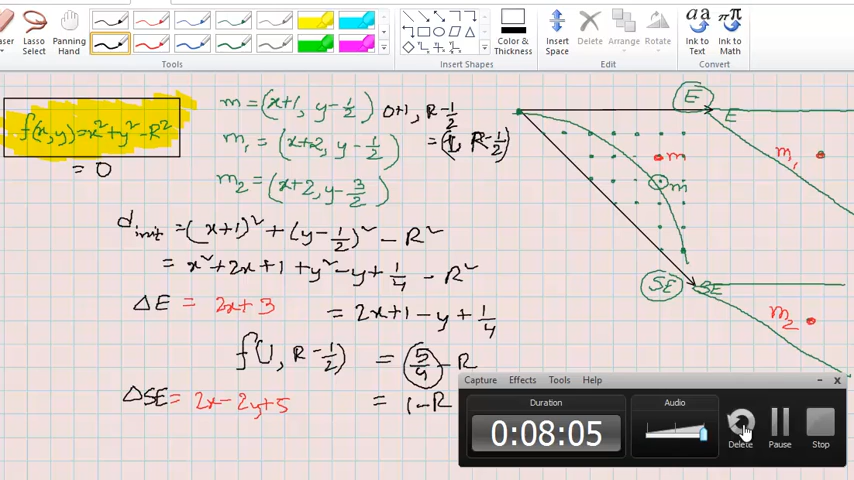 Eraser Lasso Select Panning Hand
Color & Thickness Insert Space Delete Arrange Rotate Ink to Text Ink to Math
Tools Insert Shapes Edit Convert
f(x,y)=x²+y²-R²
= 0
m = (x+1, y-1/2) 0+1, R-1/2
m₁ = (x+2, y-1/2) = (1, R-1/2)
m₂ = (x+2, y-3/2)
d init = (x+1)² + (y-1/2)² - R²
= x²+2x+1+y²-y+1/4 - R²
ΔE = 2x+3 = 2x+1-y+1/4
f(1, R-1/2) = 5/4 - R
ΔSE = 2x-2y+5 = 1-R
E
E
m
m₁
m
SE SE
m₂
Capture Effects Tools Help
Duration
0:08:05
Audio
Delete Pause Stop